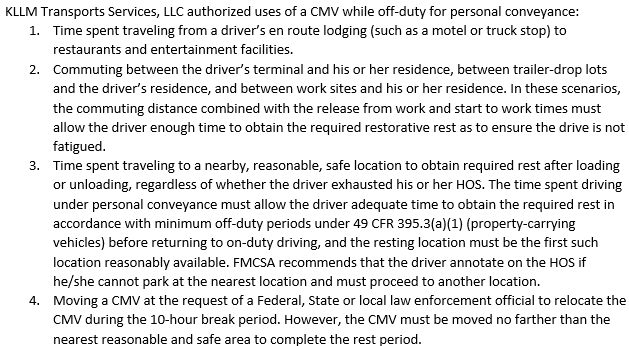 KLLM Transports Services, LLC authorized uses of a CMV while off-duty for personal conveyance:
1. Time spent traveling from a driver's en route lodging (such as a motel or truck stop) to
restaurants and entertainment facilities.
2. Commuting between the driver's terminal and his or her residence, between trailer-drop lots
and the driver's residence, and between work sites and his or her residence. In these scenarios,
the commuting distance combined with the release from work and start to work times must
allow the driver enough time to obtain the required restorative rest as to ensure the drive is not
fatigued.
3. Time spent traveling to a nearby, reasonable, safe location to obtain required rest after loading
or unloading, regardless of whether the driver exhausted his or her HOS. The time spent driving
under personal conveyance must allow the driver adequate time to obtain the required rest in
accordance with minimum off-duty periods under 49 CFR 395.3(a)(1) (property-carrying
vehicles) before returning to on-duty driving, and the resting location must be the first such
location reasonably available. FMCSA recommends that the driver annotate on the HOS if
he/she cannot park at the nearest location and must proceed to another location.
4. Moving a CMV at the request of a Federal, State or local law enforcement official to relocate the
CMV during the 10-hour break period. However, the CMV must be moved no farther than the
nearest reasonable and safe area to complete the rest period.